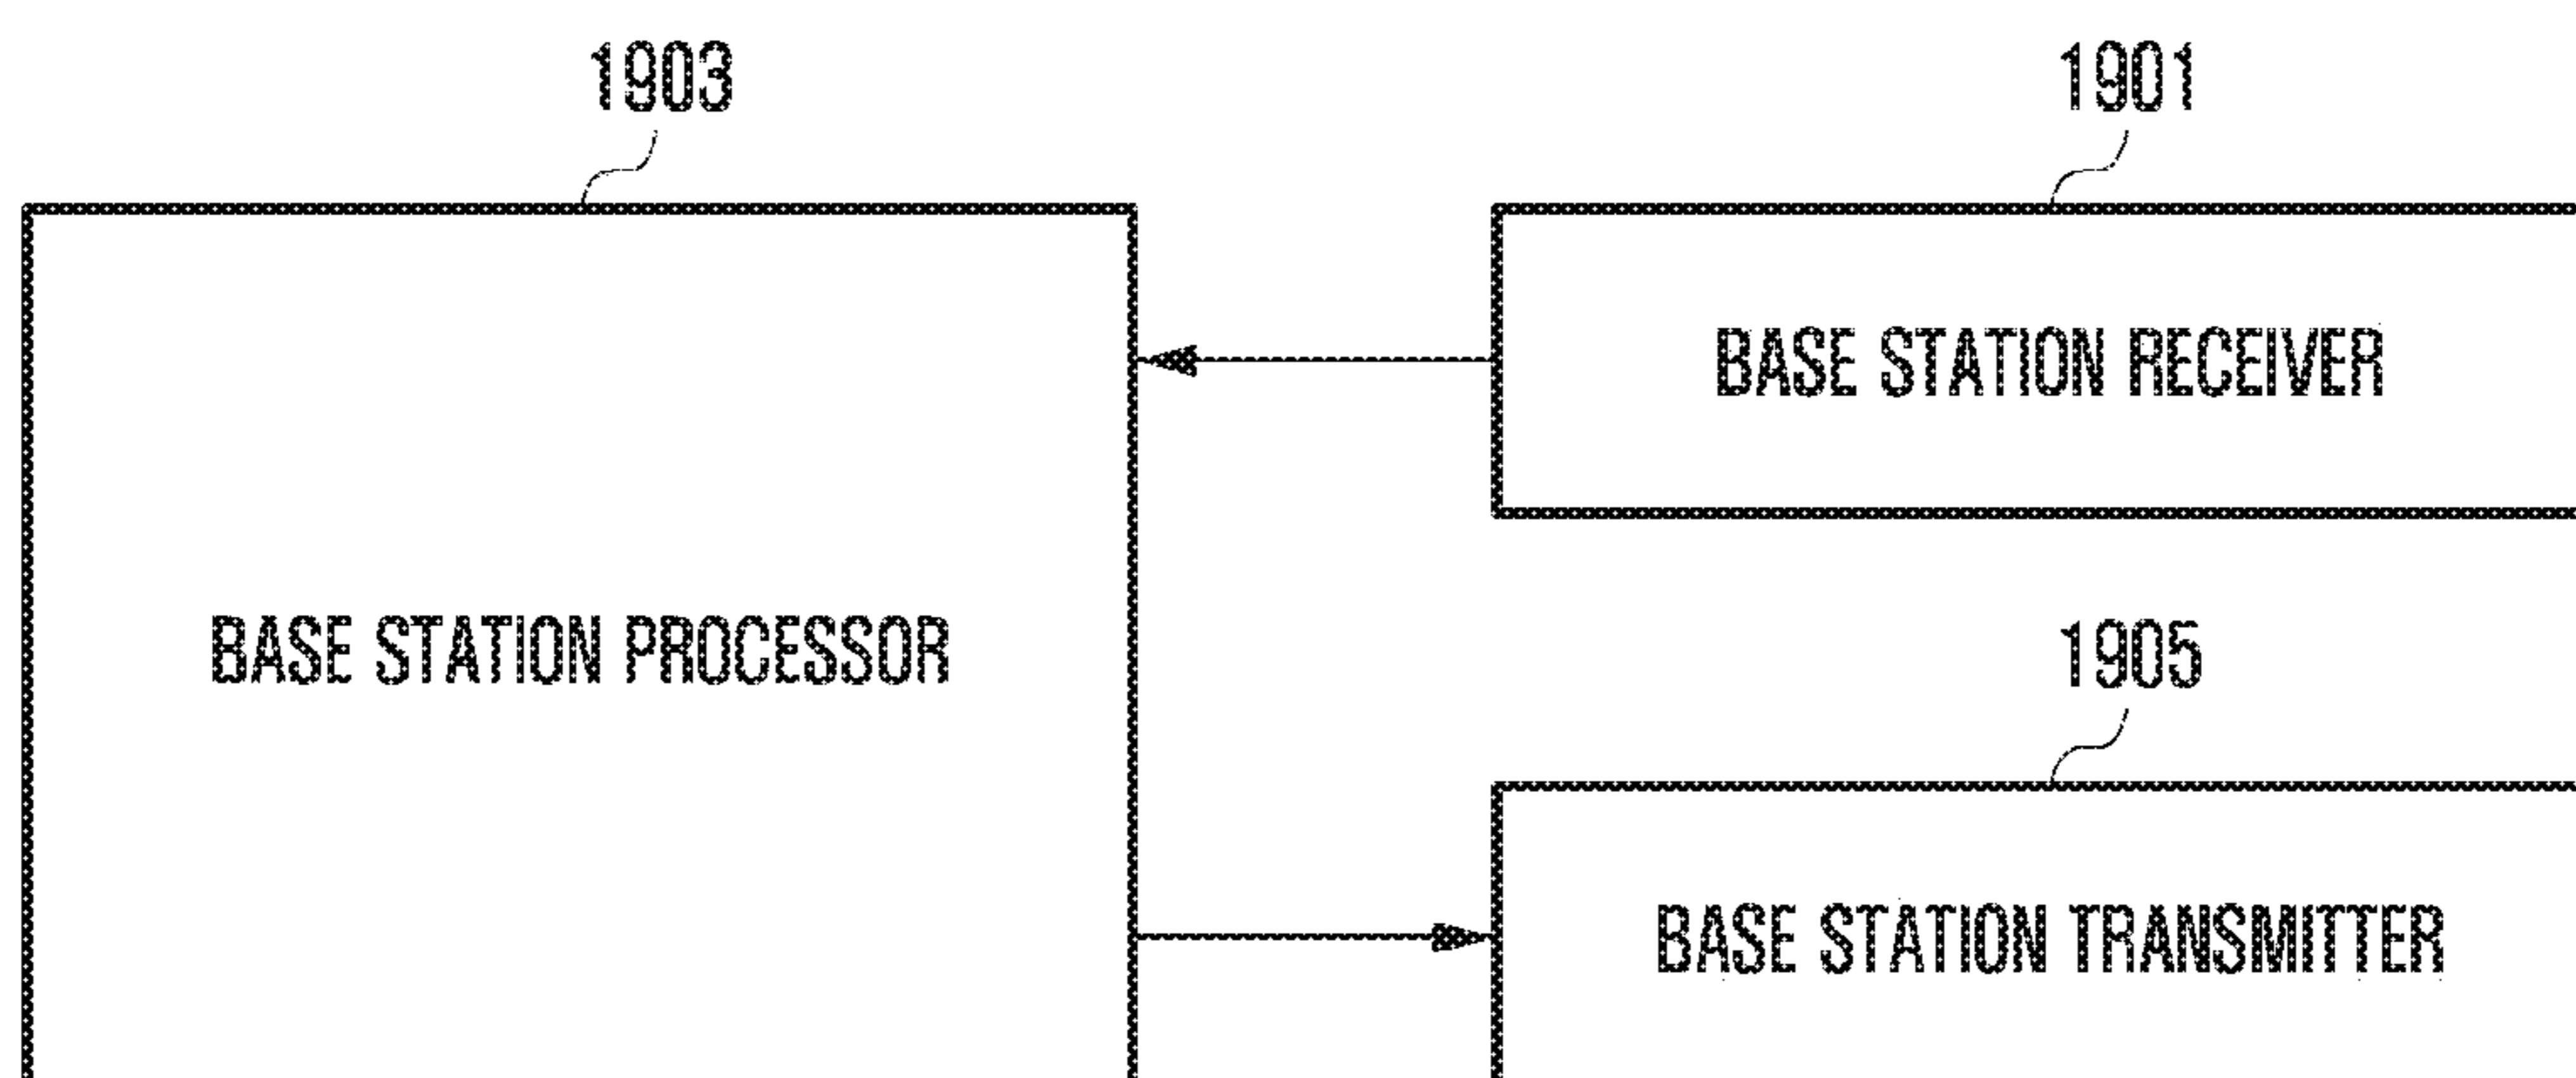 1903
1901
BASE STATION RECEIVER
BASE STATION PROCESSOR
1905
BASE STATION TRANSMITTER